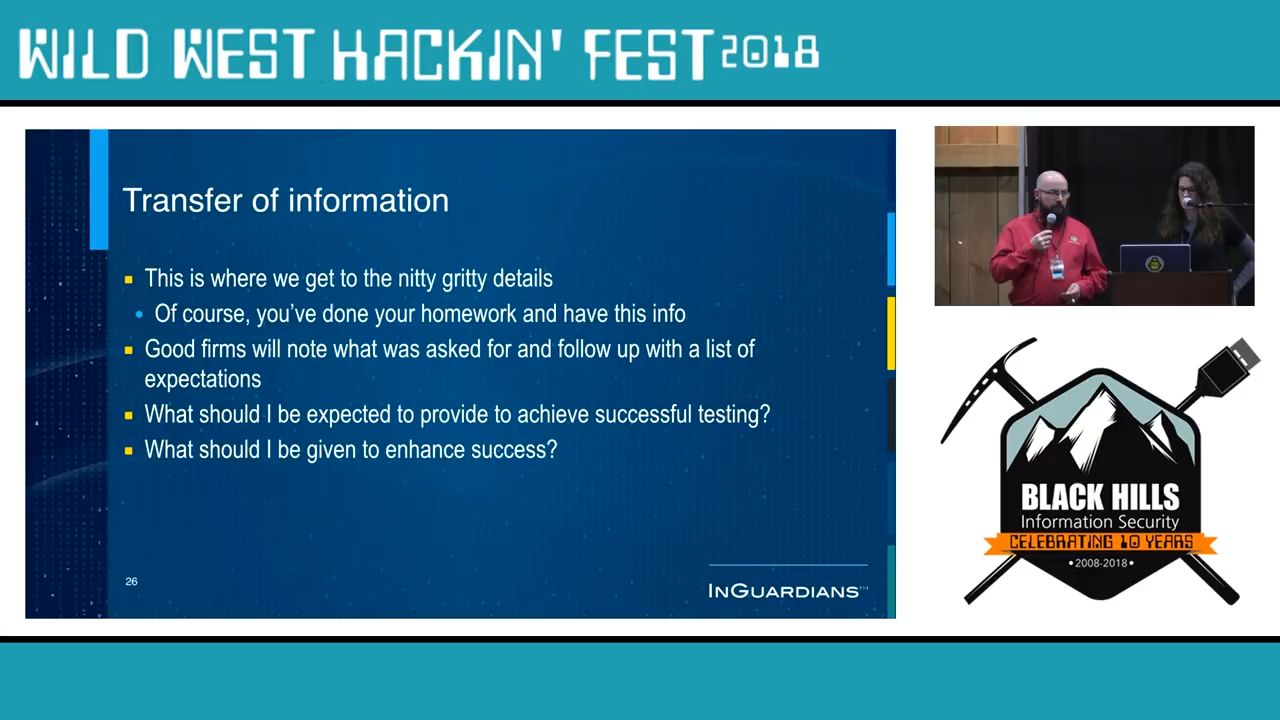 WILD WEST HACKIN' FEST 2018
Transfer of information
This is where we get to the nitty gritty details
Of course, you've done your homework and have this info
Good firms will note what was asked for and follow up with a list of
expectations
What should I be expected to provide to achieve successful testing?
What should I be given to enhance success?
26
INGUARDIANS™
BLACK HILLS
Information Security
CELEBRATING 10 YEARS
•2008-2018•